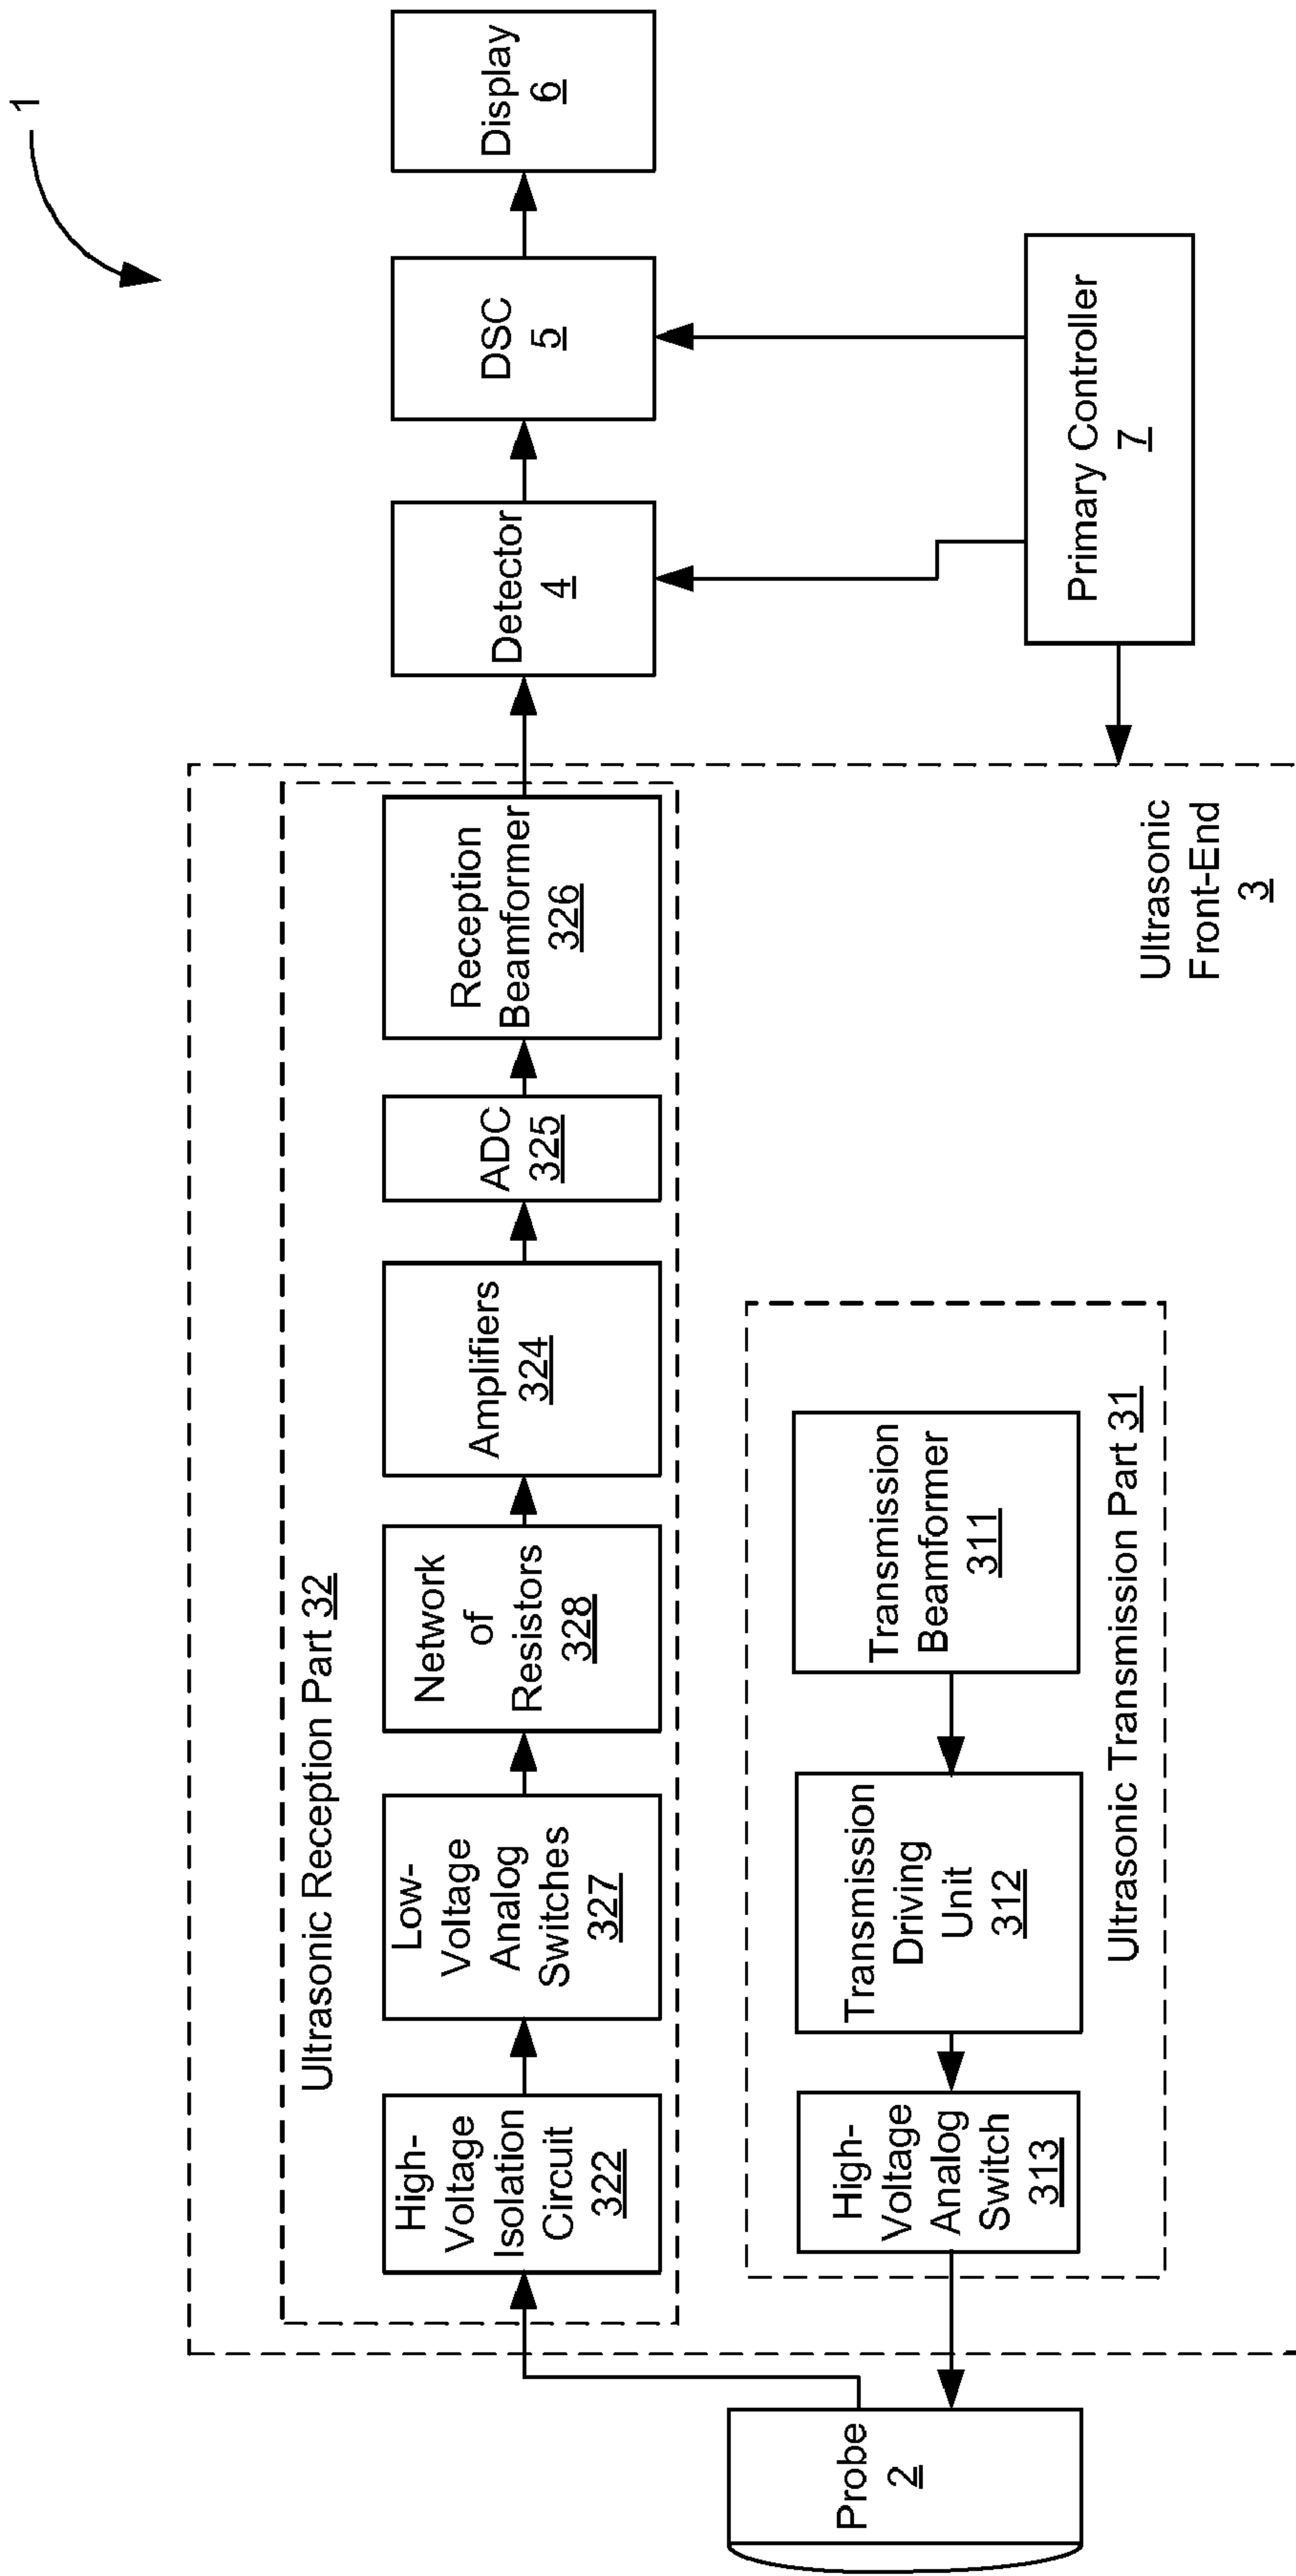 1
Ultrasonic Reception Part 32
High-
Voltage
Isolation
Circuit
322
Low-
Voltage
Analog
Switches
327
Network
of
Resistors
328
Amplifiers
324
ADC
325
Reception
Beamformer
326
Detector
4
DSC
5
Display
6
Probe
2
High-
Voltage
Analog
Switch
313
Transmission
Driving
Unit
312
Transmission
Beamformer
311
Ultrasonic Transmission Part 31
Ultrasonic
Front-End
3
Primary Controller
7